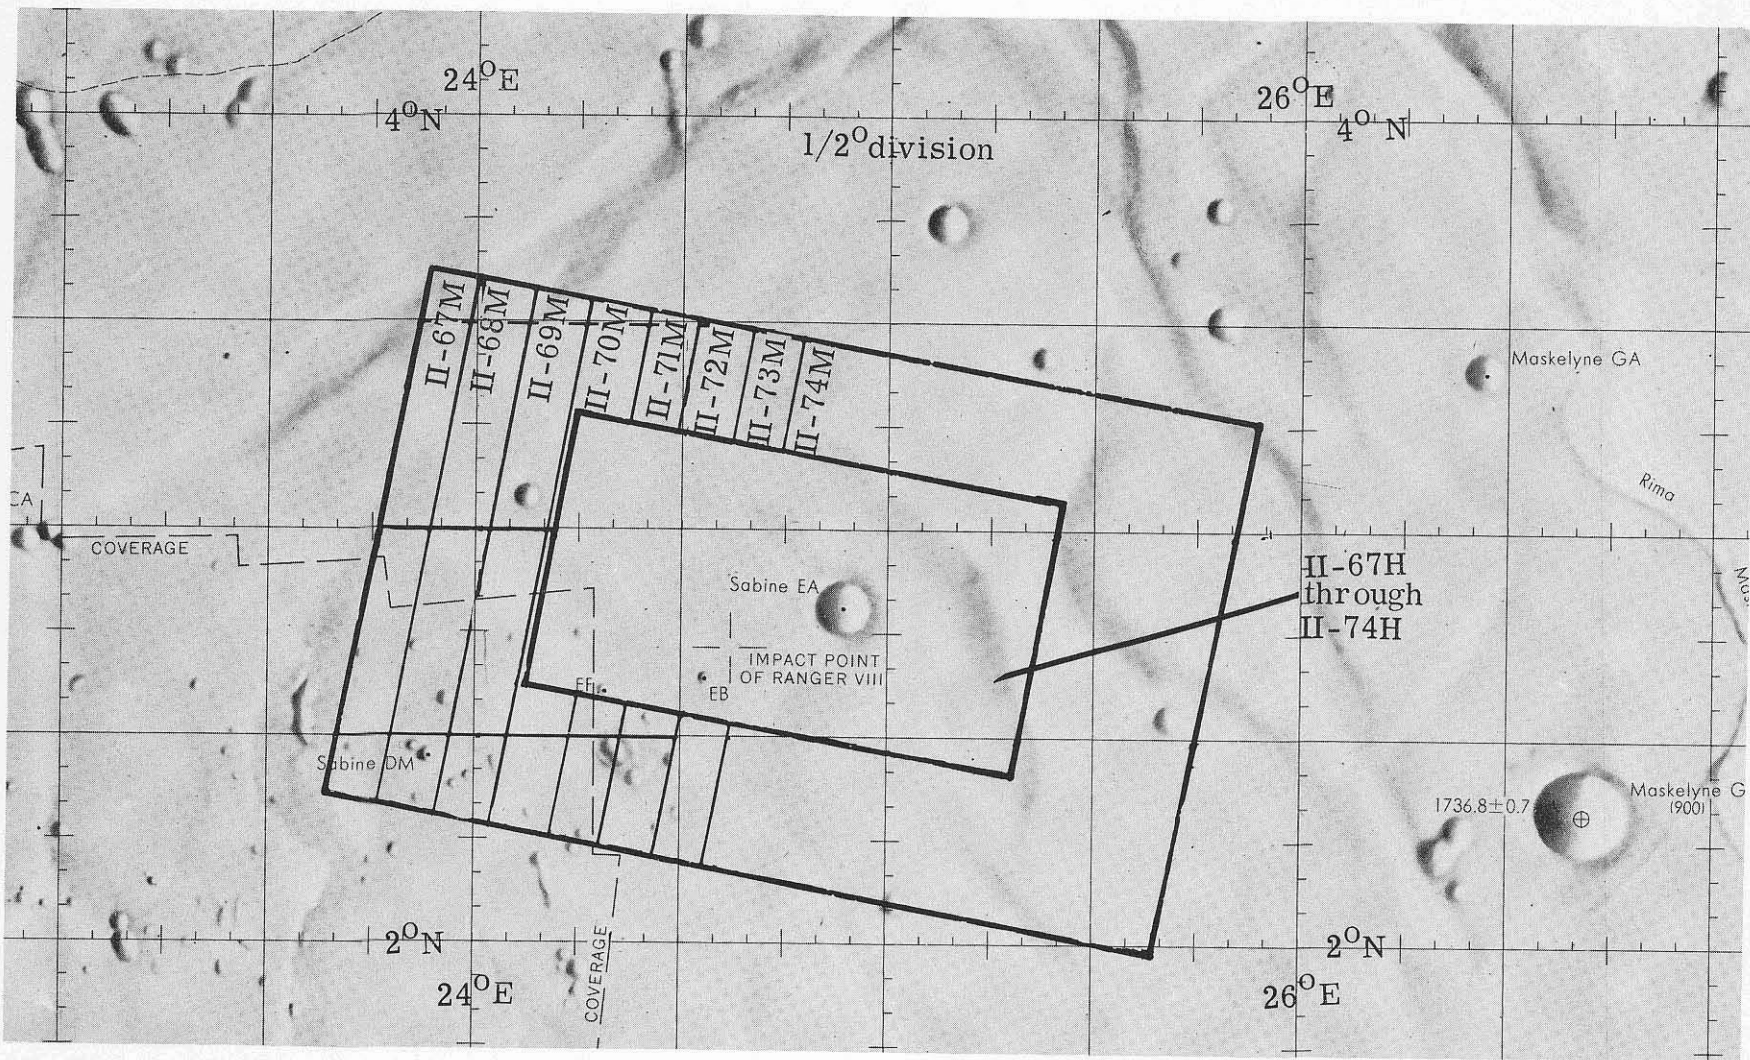 24°E
26°E
4°N
4° N
1/2° division
II-67M
II-68M
II-69M
II-70M
II-71M
II-72M
II-73M
II-74M
Maskelyne GA
CA
Rima
COVERAGE
II-67H
through
II-74H
Sabine EA
IMPACT POINT
OF RANGER VIII
EF
EB
Sabine DM
Maskelyne G
(900)
1736.8±0.7
2°N
2°N
COVERAGE
24°E
26°E